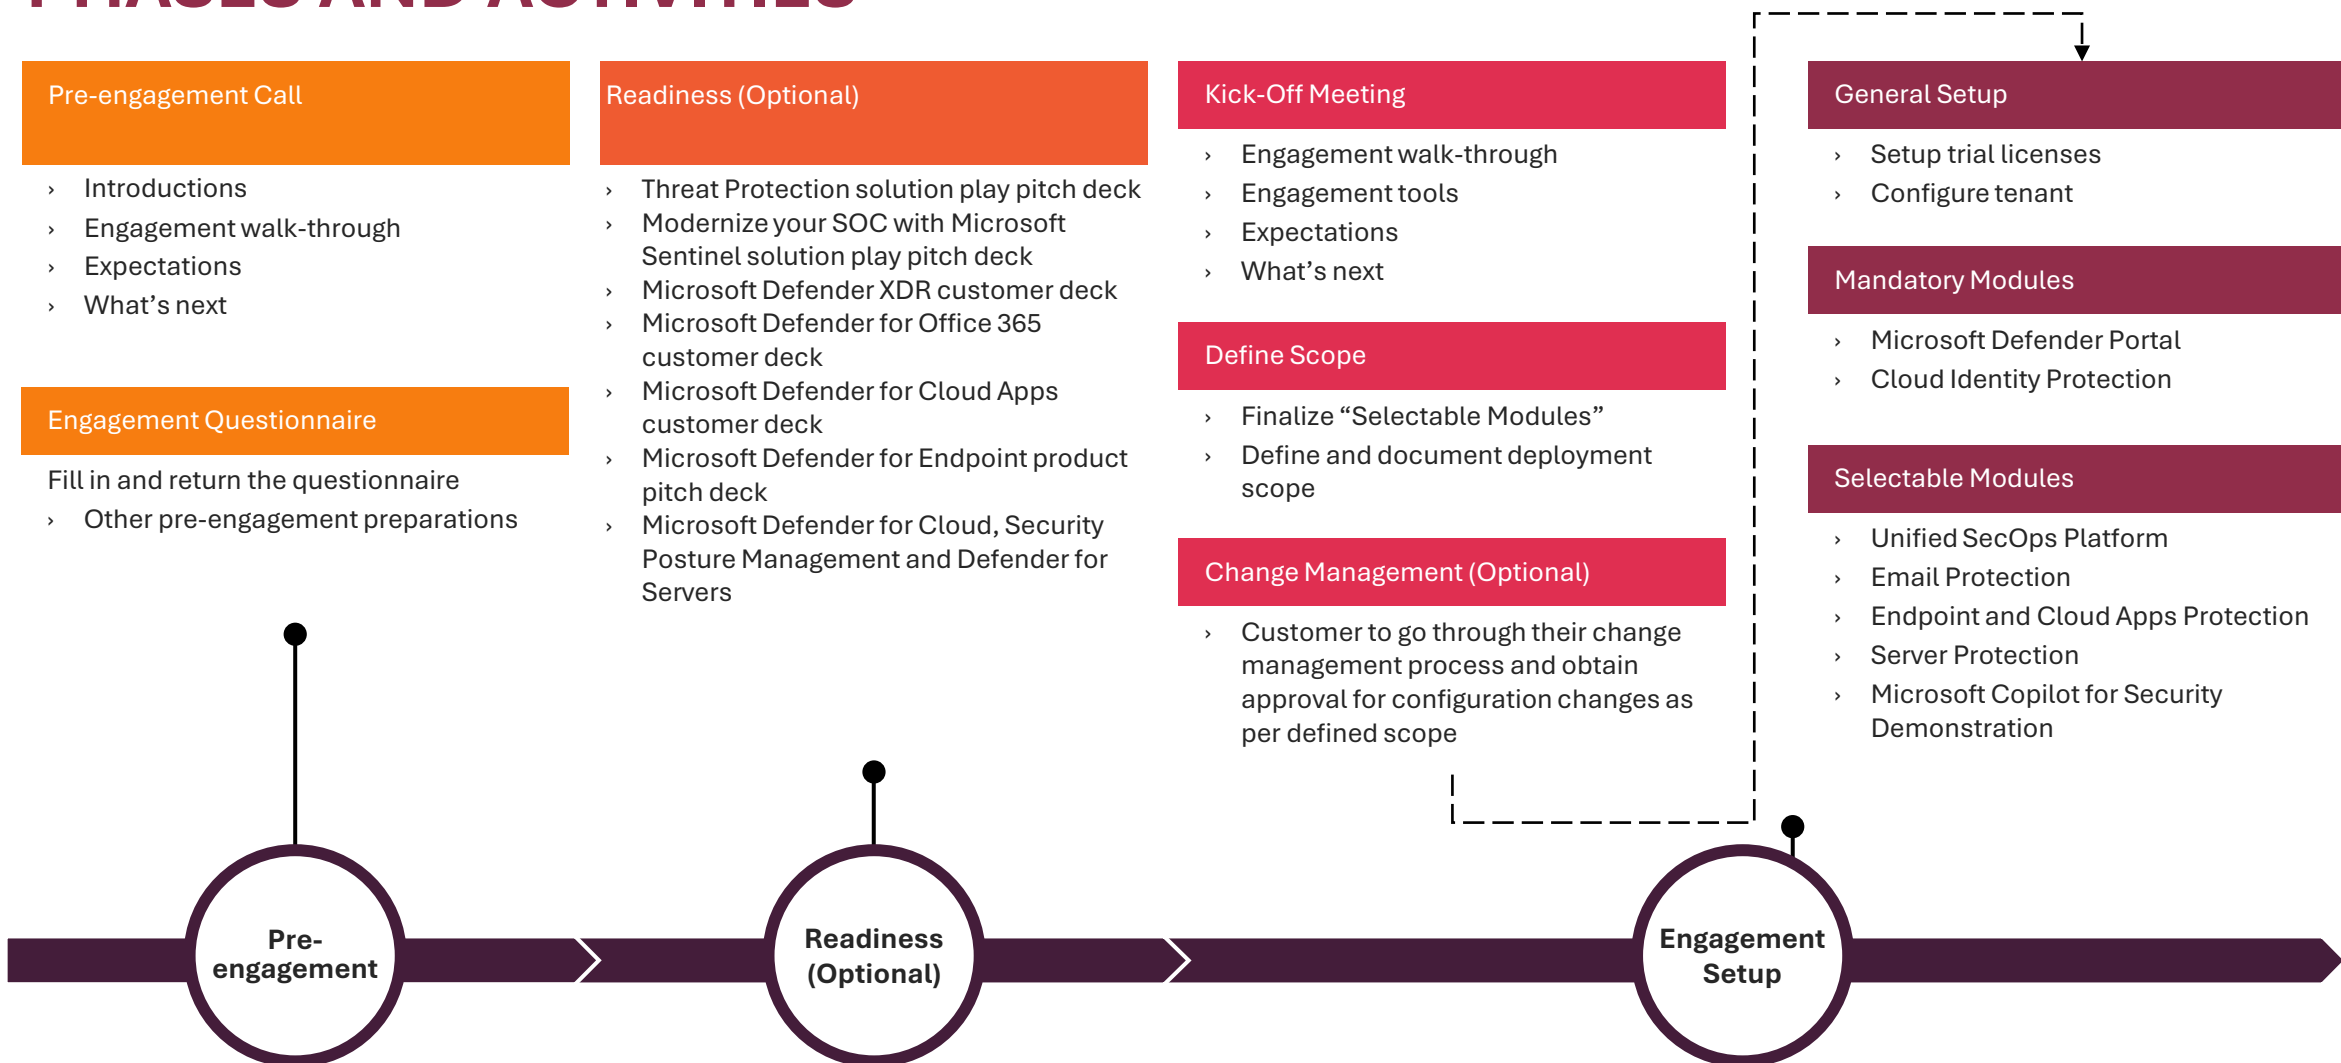 PHASES AND ACTIVITIES
Pre-engagement Call
› Introductions
› Engagement walk-through
› Expectations
› What’s next
Engagement Questionnaire
Fill in and return the questionnaire
› Other pre-engagement preparations
Readiness (Optional)
› Threat Protection solution play pitch deck
› Modernize your SOC with Microsoft
Sentinel solution play pitch deck
› Microsoft Defender XDR customer deck
› Microsoft Defender for Office 365
customer deck
› Microsoft Defender for Cloud Apps
customer deck
› Microsoft Defender for Endpoint product
pitch deck
› Microsoft Defender for Cloud, Security
Posture Management and Defender for
Servers
Kick-Off Meeting
› Engagement walk-through
› Engagement tools
› Expectations
› What’s next
Define Scope
› Finalize “Selectable Modules”
› Define and document deployment
scope
Change Management (Optional)
› Customer to go through their change
management process and obtain
approval for configuration changes as
per defined scope
General Setup
› Setup trial licenses
› Configure tenant
Mandatory Modules
› Microsoft Defender Portal
› Cloud Identity Protection
Selectable Modules
› Unified SecOps Platform
› Email Protection
› Endpoint and Cloud Apps Protection
› Server Protection
› Microsoft Copilot for Security
Demonstration
Pre-
engagement
Readiness
(Optional)
Engagement
Setup